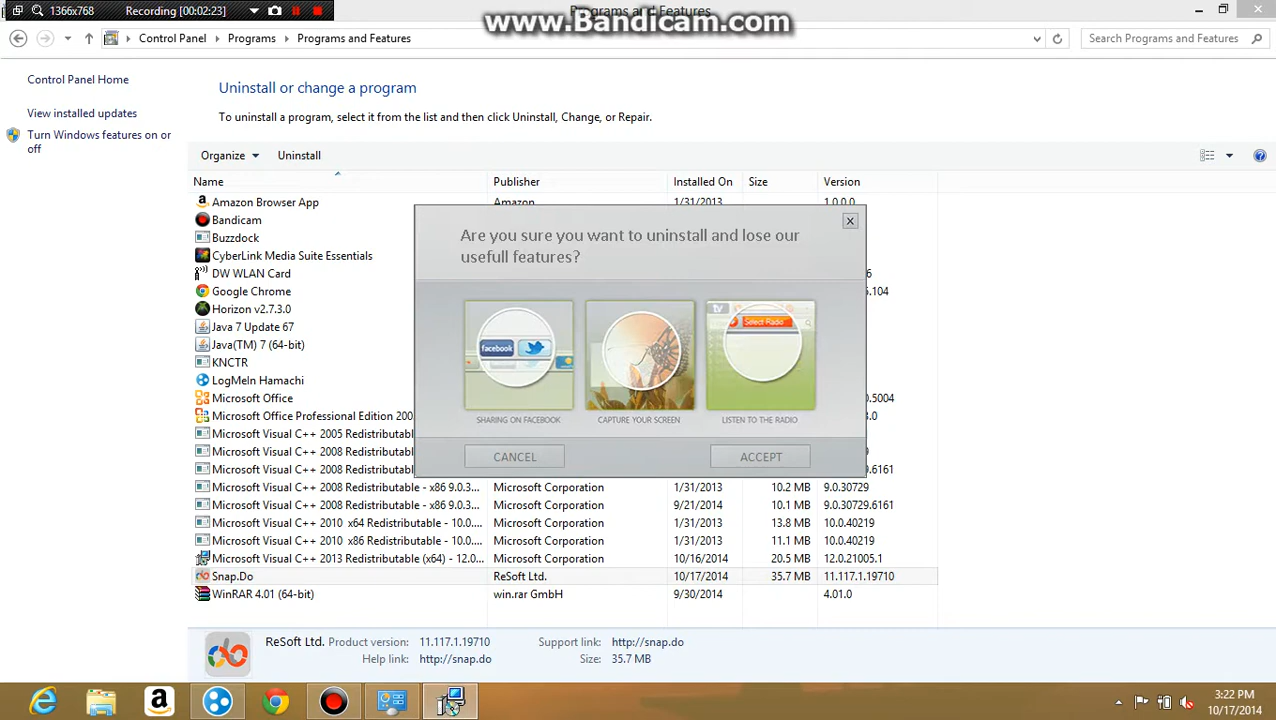 1366x768 Recording [00:02:23]
www.Bandicam.com
Programs and Features
Control Panel Programs Programs and Features Search Programs and Features
Control Panel Home
View installed updates
Turn Windows features on or off
Uninstall or change a program
To uninstall a program, select it from the list and then click Uninstall, Change, or Repair.
Organize Uninstall
Name Publisher Installed On Size Version
Amazon Browser App Amazon 1/31/2013 1.0.0.0
Bandicam
Buzzdock
CyberLink Media Suite Essentials
DW WLAN Card 6
Google Chrome .104
Horizon v2.7.3.0
Java 7 Update 67
Java(TM) 7 (64-bit)
KNCTR
LogMeIn Hamachi
Microsoft Office .5004
Microsoft Office Professional Edition 200 .0
Microsoft Visual C++ 2005 Redistributabl
Microsoft Visual C++ 2008 Redistributabl
Microsoft Visual C++ 2008 Redistributabl .6161
Microsoft Visual C++ 2008 Redistributable - x86 9.0.3... Microsoft Corporation 1/31/2013 10.2 MB 9.0.30729
Microsoft Visual C++ 2008 Redistributable - x86 9.0.3... Microsoft Corporation 9/21/2014 10.1 MB 9.0.30729.6161
Microsoft Visual C++ 2010 x64 Redistributable - 10.0.... Microsoft Corporation 1/31/2013 13.8 MB 10.0.40219
Microsoft Visual C++ 2010 x86 Redistributable - 10.0.... Microsoft Corporation 1/31/2013 11.1 MB 10.0.40219
Microsoft Visual C++ 2013 Redistributable (x64) - 12.0... Microsoft Corporation 10/16/2014 20.5 MB 12.0.21005.1
Snap.Do ReSoft Ltd. 10/17/2014 35.7 MB 11.117.1.19710
WinRAR 4.01 (64-bit) win.rar GmbH 9/30/2014 4.01.0
Are you sure you want to uninstall and lose our
usefull features?
facebook
tv Select Radio
SHARING ON FACEBOOK CAPTURE YOUR SCREEN LISTEN TO THE RADIO
CANCEL ACCEPT
ReSoft Ltd. Product version: 11.117.1.19710 Support link: http://snap.do
Help link: http://snap.do Size: 35.7 MB
3:22 PM
10/17/2014